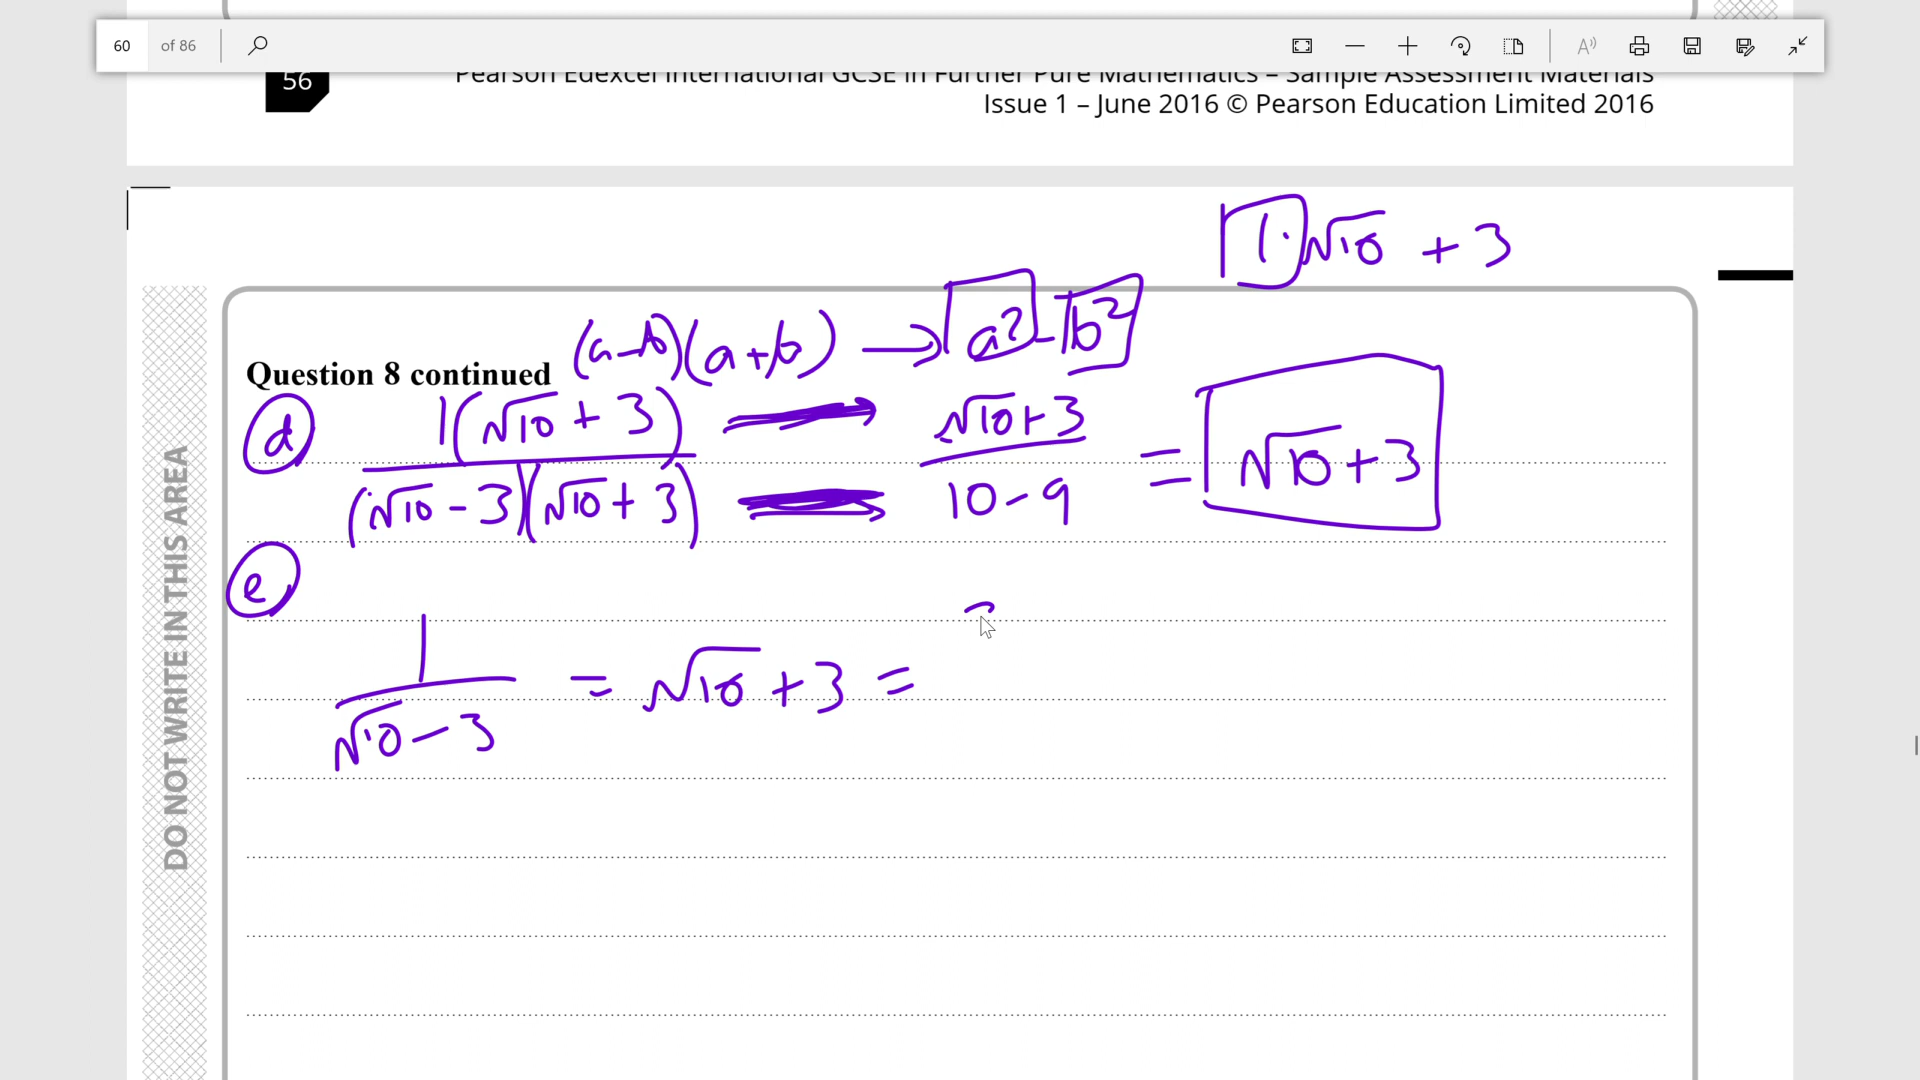 60 of 86
56 Pearson Edexcel International GCSE in Further Pure Mathematics – Sample Assessment Materials
Issue 1 – June 2016 © Pearson Education Limited 2016
1·√10 + 3
(a-b)(a+b) → a² - b²
Question 8 continued
d 1(√10 + 3) / (√10 - 3)(√10 + 3) → √10 + 3 / 10 - 9 = √10 + 3
e
1 / √10 - 3 = √10 + 3 =
DO NOT WRITE IN THIS AREA